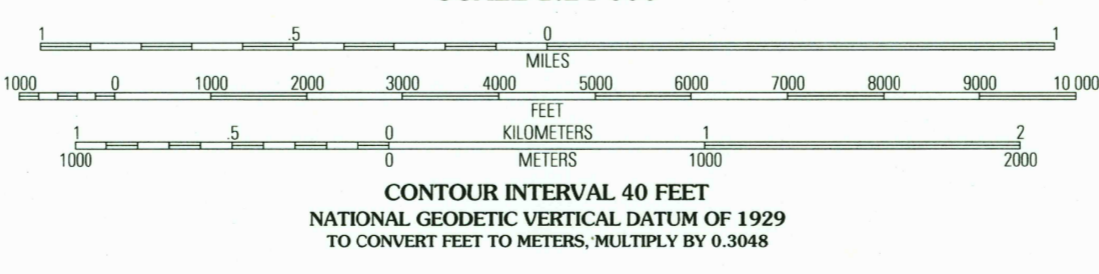 1 .5 0 1
MILES
1000 0 1000 2000 3000 4000 5000 6000 7000 8000 9000 10 000
FEET
1 .5 0 KILOMETERS 1 2
1000 0 METERS 1000 2000
CONTOUR INTERVAL 40 FEET
NATIONAL GEODETIC VERTICAL DATUM OF 1929
TO CONVERT FEET TO METERS, MULTIPLY BY 0.3048